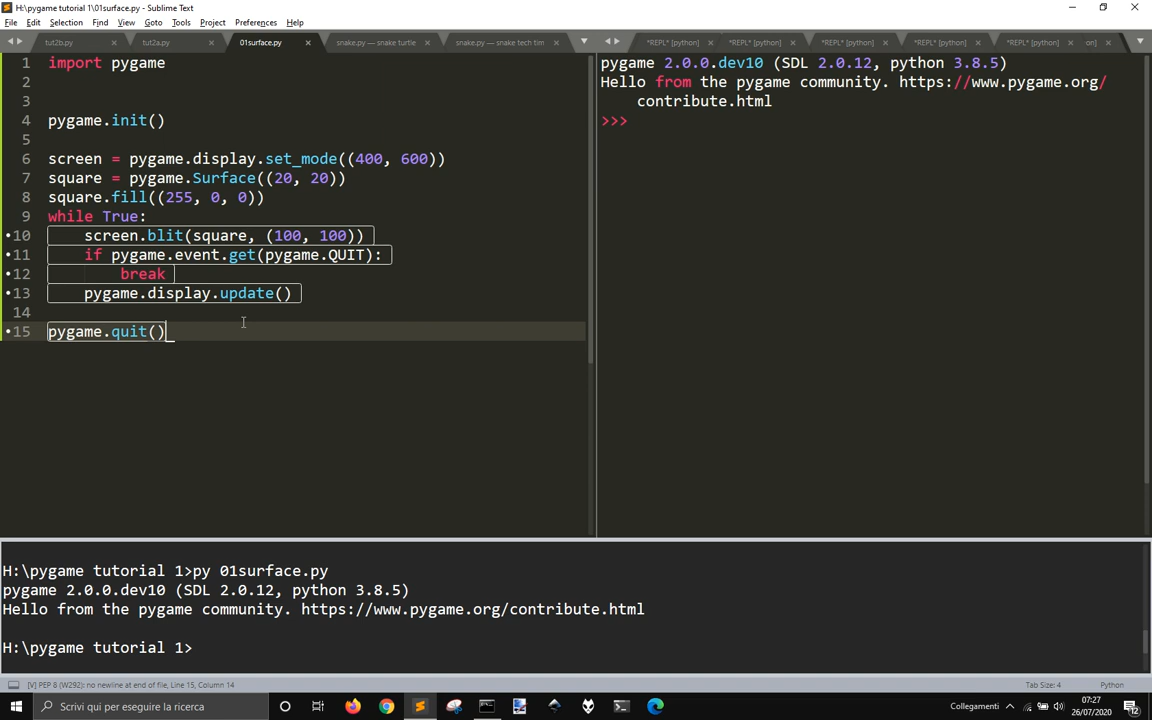 H:\pygame tutorial 1\01surface.py - Sublime Text
File Edit Selection Find View Goto Tools Project Preferences Help
tut2b.py tut2a.py 01surface.py snake.py — snake turtle snake.py — snake tech tim *REPL* [python] *REPL* [python] *REPL* [python] *REPL* [python] *REPL* [python] on]
1 import pygame
2
3
4 pygame.init()
5
6 screen = pygame.display.set_mode((400, 600))
7 square = pygame.Surface((20, 20))
8 square.fill((255, 0, 0))
9 while True:
10 screen.blit(square, (100, 100))
11 if pygame.event.get(pygame.QUIT):
12 break
13 pygame.display.update()
14
15 pygame.quit()
pygame 2.0.0.dev10 (SDL 2.0.12, python 3.8.5)
Hello from the pygame community. https://www.pygame.org/
contribute.html
>>>
H:\pygame tutorial 1>py 01surface.py
pygame 2.0.0.dev10 (SDL 2.0.12, python 3.8.5)
Hello from the pygame community. https://www.pygame.org/contribute.html
H:\pygame tutorial 1>
[V] PEP 8 (W292): no newline at end of file, Line 15, Column 14 Tab Size: 4 Python
Scrivi qui per eseguire la ricerca Collegamenti 07:27
26/07/2020 12